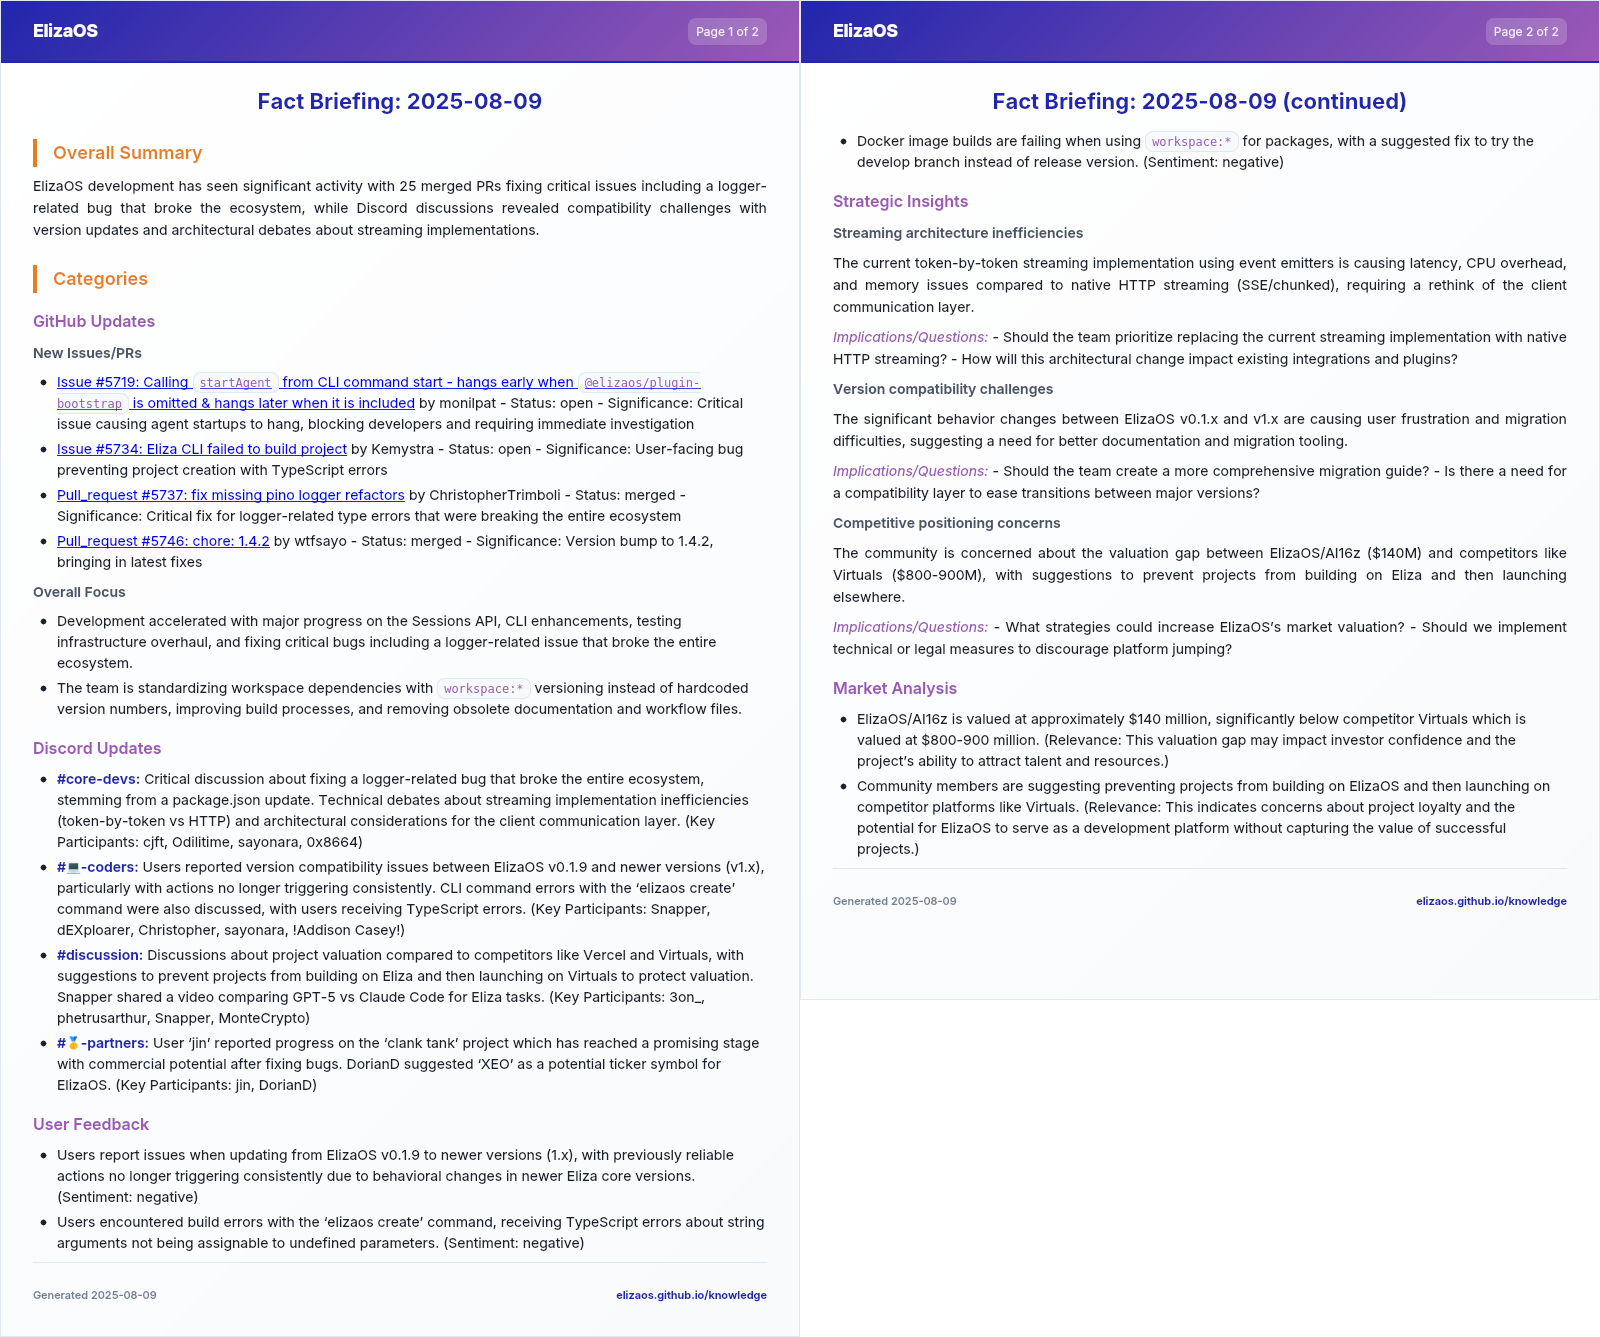 ElizaOS
Page 1 of 2
Fact Briefing: 2025-08-09
Overall Summary
ElizaOS development has seen significant activity with 25 merged PRs fixing critical issues including a logger-
related bug that broke the ecosystem, while Discord discussions revealed compatibility challenges with
version updates and architectural debates about streaming implementations.
Categories
GitHub Updates
New Issues/PRs
• Issue #5719: Calling startAgent from CLI command start - hangs early when @elizaos/plugin-
bootstrap is omitted & hangs later when it is included by monilpat - Status: open - Significance: Critical
issue causing agent startups to hang, blocking developers and requiring immediate investigation
• Issue #5734: Eliza CLI failed to build project by Kemystra - Status: open - Significance: User-facing bug
preventing project creation with TypeScript errors
• Pull_request #5737: fix missing pino logger refactors by ChristopherTrimboli - Status: merged -
Significance: Critical fix for logger-related type errors that were breaking the entire ecosystem
• Pull_request #5746: chore: 1.4.2 by wtfsayo - Status: merged - Significance: Version bump to 1.4.2,
bringing in latest fixes
Overall Focus
• Development accelerated with major progress on the Sessions API, CLI enhancements, testing
infrastructure overhaul, and fixing critical bugs including a logger-related issue that broke the entire
ecosystem.
• The team is standardizing workspace dependencies with workspace:* versioning instead of hardcoded
version numbers, improving build processes, and removing obsolete documentation and workflow files.
Discord Updates
• #core-devs: Critical discussion about fixing a logger-related bug that broke the entire ecosystem,
stemming from a package.json update. Technical debates about streaming implementation inefficiencies
(token-by-token vs HTTP) and architectural considerations for the client communication layer. (Key
Participants: cjft, Odilitime, sayonara, 0x8664)
• #💻-coders: Users reported version compatibility issues between ElizaOS v0.1.9 and newer versions (v1.x),
particularly with actions no longer triggering consistently. CLI command errors with the ‘elizaos create’
command were also discussed, with users receiving TypeScript errors. (Key Participants: Snapper,
dEXploarer, Christopher, sayonara, !Addison Casey!)
• #discussion: Discussions about project valuation compared to competitors like Vercel and Virtuals, with
suggestions to prevent projects from building on Eliza and then launching on Virtuals to protect valuation.
Snapper shared a video comparing GPT-5 vs Claude Code for Eliza tasks. (Key Participants: 3on_,
phetrusarthur, Snapper, MonteCrypto)
• #🥇-partners: User ‘jin’ reported progress on the ‘clank tank’ project which has reached a promising stage
with commercial potential after fixing bugs. DorianD suggested ‘XEO’ as a potential ticker symbol for
ElizaOS. (Key Participants: jin, DorianD)
User Feedback
• Users report issues when updating from ElizaOS v0.1.9 to newer versions (1.x), with previously reliable
actions no longer triggering consistently due to behavioral changes in newer Eliza core versions.
(Sentiment: negative)
• Users encountered build errors with the ‘elizaos create’ command, receiving TypeScript errors about string
arguments not being assignable to undefined parameters. (Sentiment: negative)
Generated 2025-08-09
elizaos.github.io/knowledge
ElizaOS
Page 2 of 2
Fact Briefing: 2025-08-09 (continued)
• Docker image builds are failing when using workspace:* for packages, with a suggested fix to try the
develop branch instead of release version. (Sentiment: negative)
Strategic Insights
Streaming architecture inefficiencies
The current token-by-token streaming implementation using event emitters is causing latency, CPU overhead,
and memory issues compared to native HTTP streaming (SSE/chunked), requiring a rethink of the client
communication layer.
Implications/Questions: - Should the team prioritize replacing the current streaming implementation with native
HTTP streaming? - How will this architectural change impact existing integrations and plugins?
Version compatibility challenges
The significant behavior changes between ElizaOS v0.1.x and v1.x are causing user frustration and migration
difficulties, suggesting a need for better documentation and migration tooling.
Implications/Questions: - Should the team create a more comprehensive migration guide? - Is there a need for
a compatibility layer to ease transitions between major versions?
Competitive positioning concerns
The community is concerned about the valuation gap between ElizaOS/AI16z ($140M) and competitors like
Virtuals ($800-900M), with suggestions to prevent projects from building on Eliza and then launching
elsewhere.
Implications/Questions: - What strategies could increase ElizaOS’s market valuation? - Should we implement
technical or legal measures to discourage platform jumping?
Market Analysis
• ElizaOS/AI16z is valued at approximately $140 million, significantly below competitor Virtuals which is
valued at $800-900 million. (Relevance: This valuation gap may impact investor confidence and the
project’s ability to attract talent and resources.)
• Community members are suggesting preventing projects from building on ElizaOS and then launching on
competitor platforms like Virtuals. (Relevance: This indicates concerns about project loyalty and the
potential for ElizaOS to serve as a development platform without capturing the value of successful
projects.)
Generated 2025-08-09
elizaos.github.io/knowledge